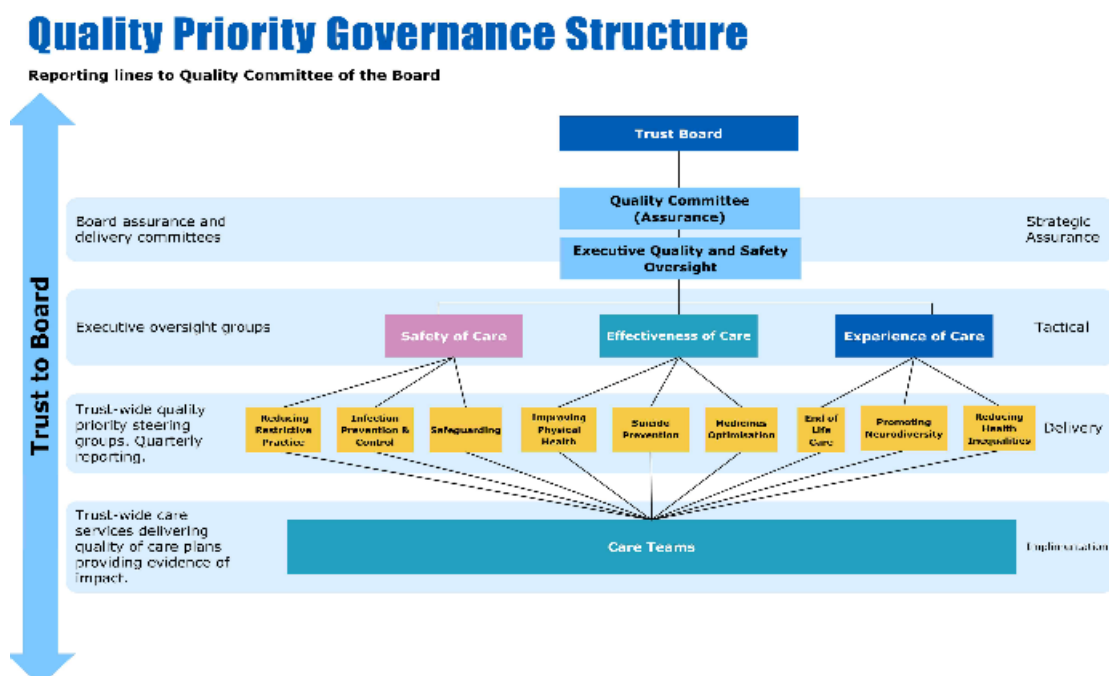 Quality Priority Governance Structure
Reporting lines to Quality Committee of the Board
Trust to Board
Trust Board
Board assurance and
delivery committees
Quality Committee
(Assurance)
Executive Quality and Safety
Oversight
Strategic
Assurance
Executive oversight groups
Safety of Care
Effectiveness of Care
Experience of Care
Tactical
Trust-wide quality
priority steering
groups. Quarterly
reporting.
Reducing
Restrictive
Practice
Infection
Prevention &
Control
Safeguarding
Improving
Physical
Health
Suicide
Prevention
Medicines
Optimisation
End of
Life
Care
Promoting
Neurodiversity
Reducing
Health
Inequalities
Delivery
Trust-wide care
services delivering
quality of care plans
providing evidence of
impact.
Care Teams